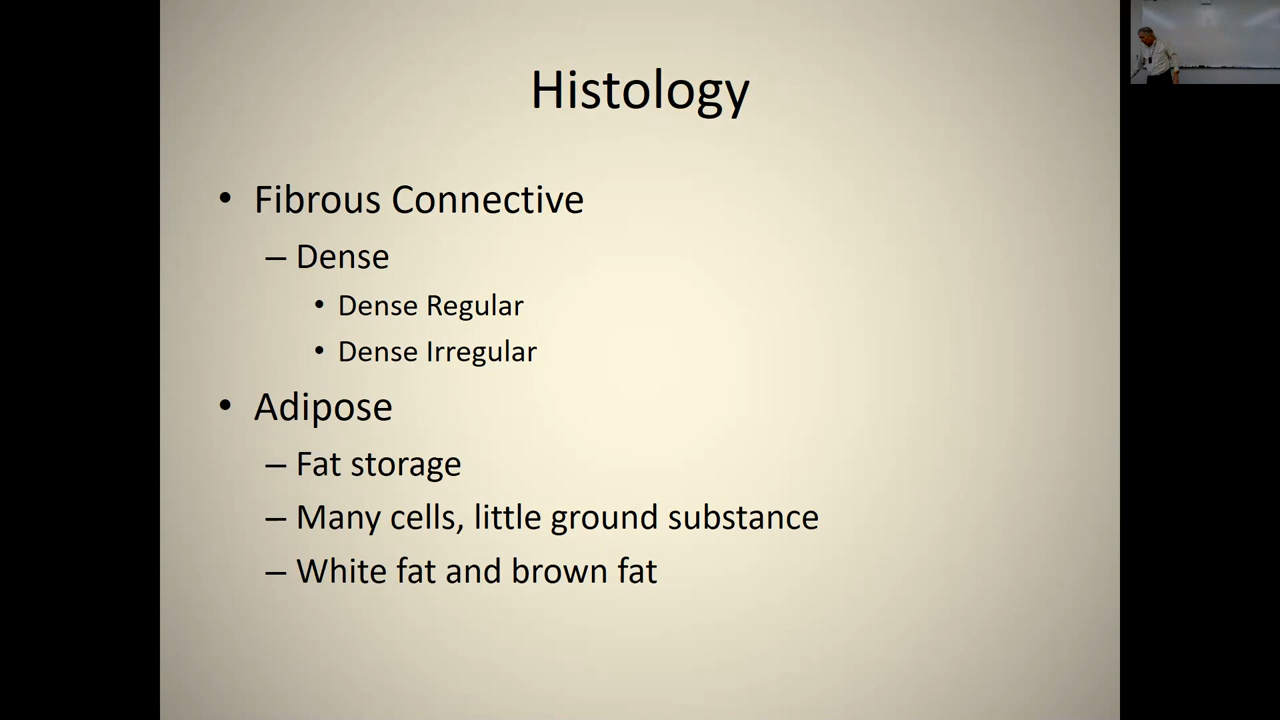 Histology
• Fibrous Connective
– Dense
• Dense Regular
• Dense Irregular
• Adipose
– Fat storage
– Many cells, little ground substance
– White fat and brown fat